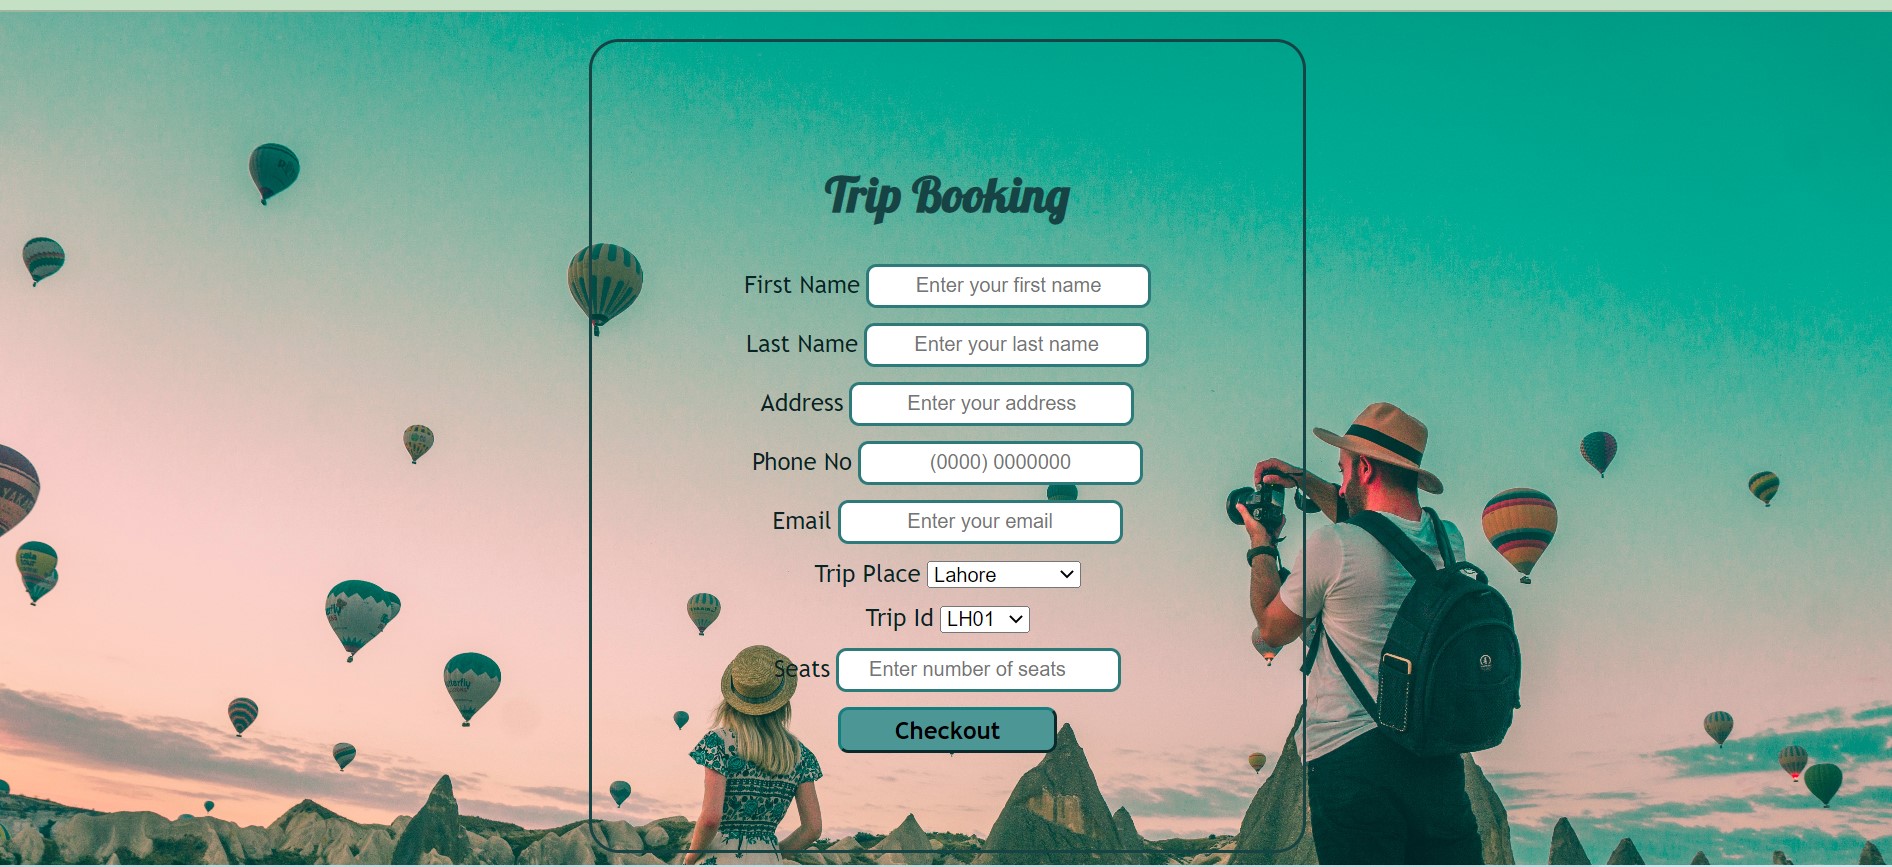 Trip Booking
First Name Enter your first name
Last Name Enter your last name
Address Enter your address
Phone No (0000) 0000000
Email Enter your email
Trip Place Lahore
Trip Id LH01
Seats Enter number of seats
Checkout